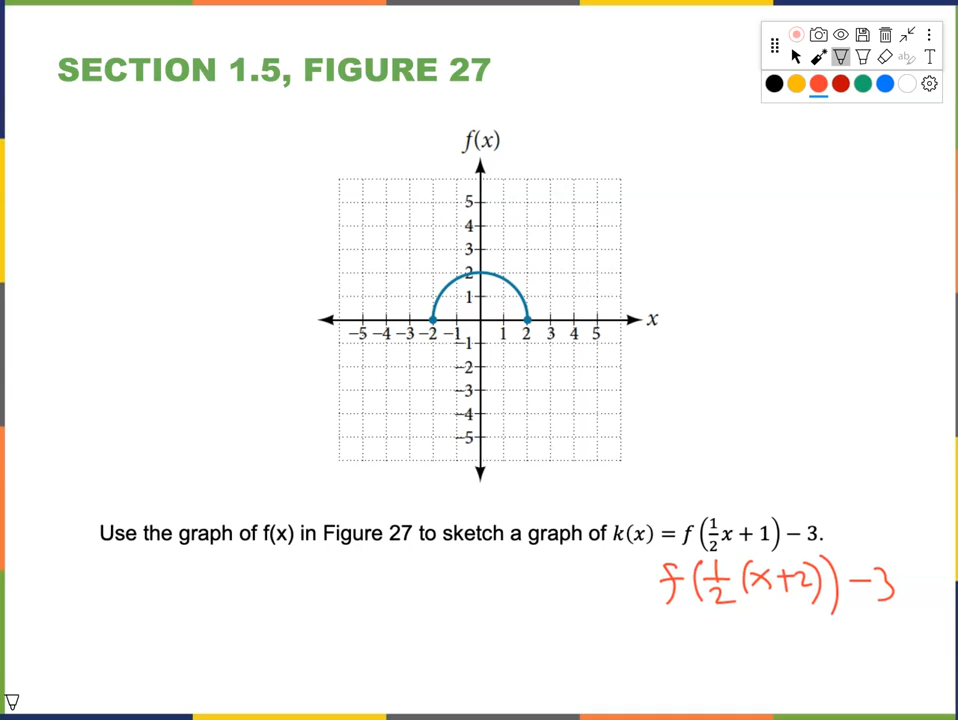 SECTION 1.5, FIGURE 27
ab
T
f(x)
5
4
3
2
1
x
−5 −4 −3 −2 −1 1 2 3 4 5
−1
−2
−3
−4
−5
Use the graph of f(x) in Figure 27 to sketch a graph of k(x) = f(1/2 x + 1) − 3.
f(1/2(x+2)) −3